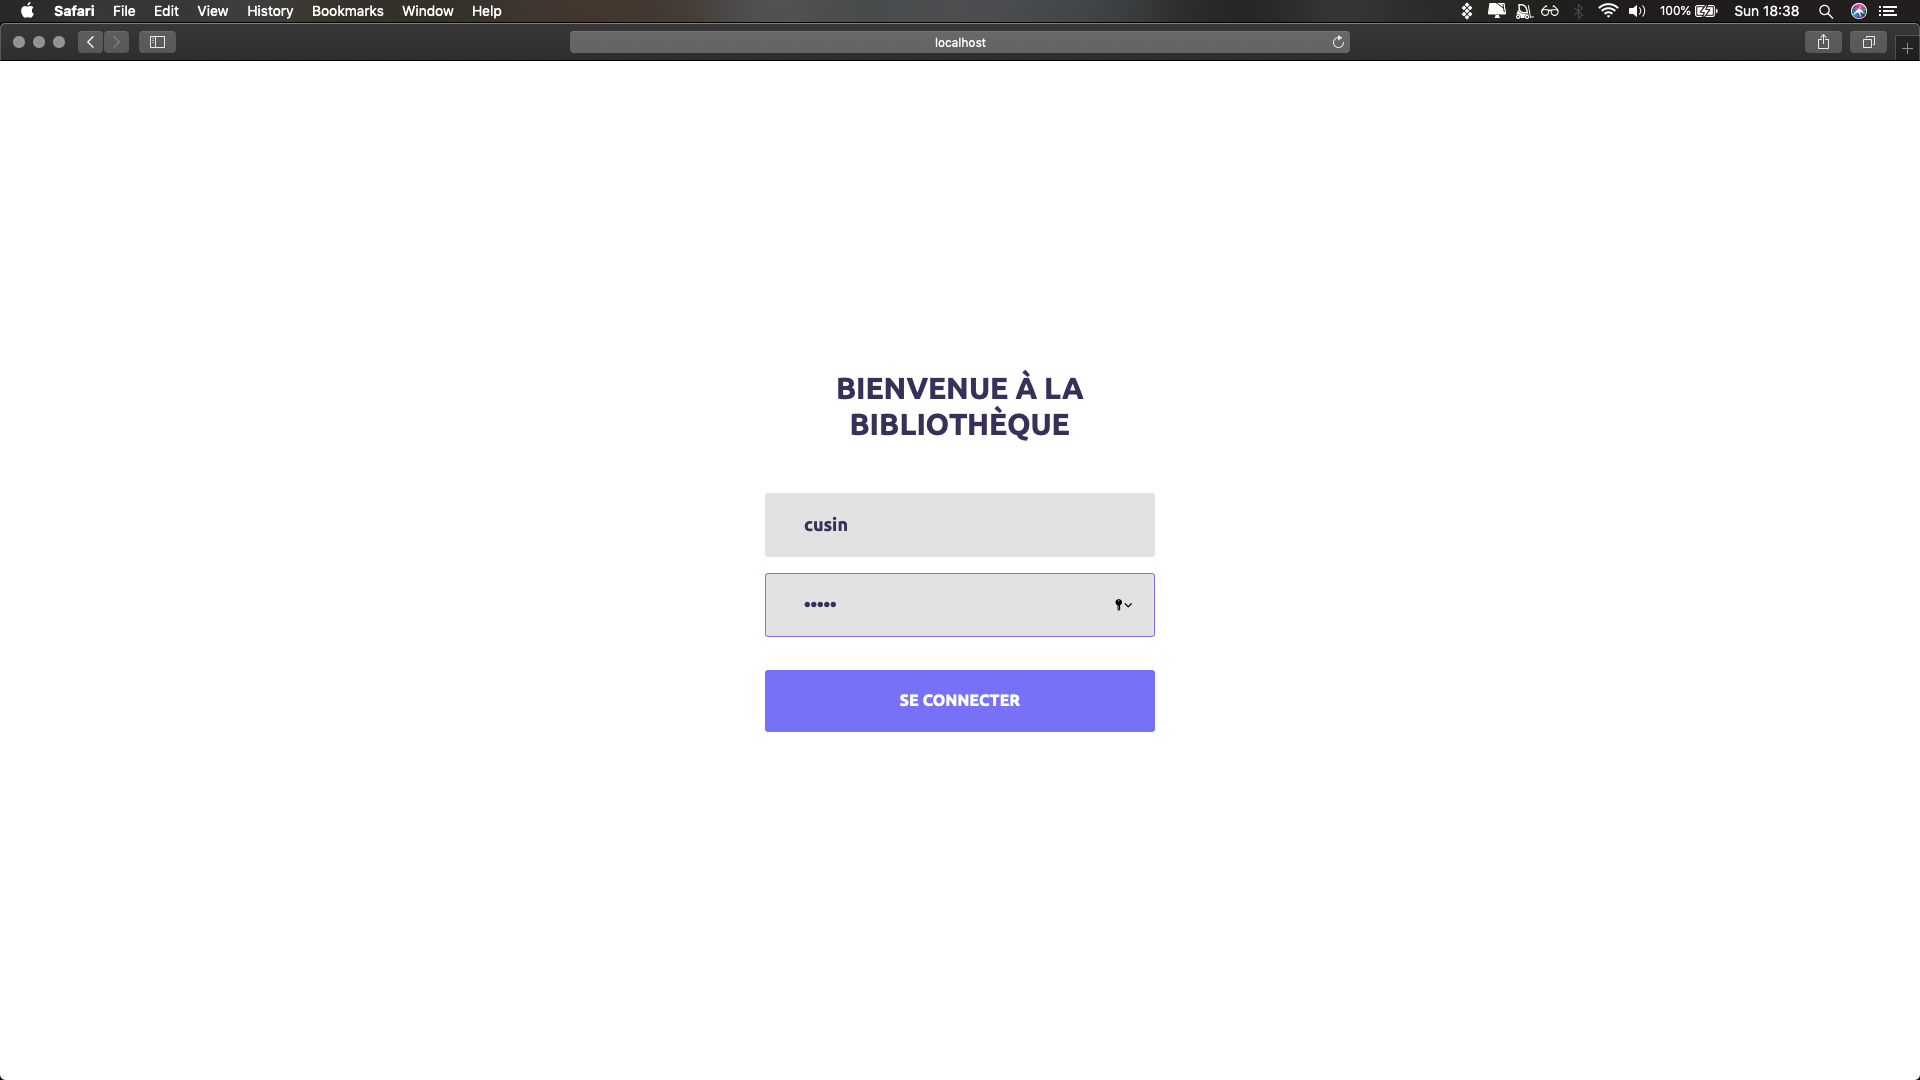 Safari File Edit View History Bookmarks Window Help 100% Sun 18:38
localhost
BIENVENUE À LA
BIBLIOTHÈQUE
cusin
•••••
SE CONNECTER